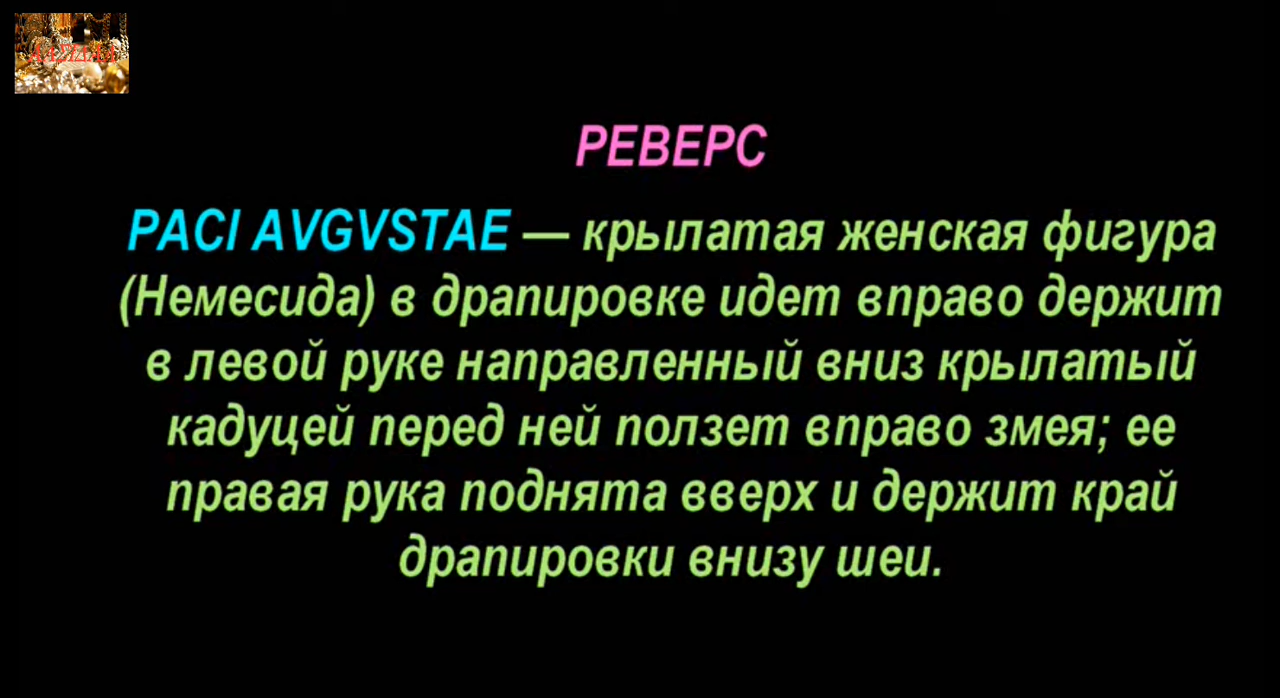 РЕВЕРС
PACI AVGVSTAE — крылатая женская фигура
(Немесида) в драпировке идет вправо держит
в левой руке направленный вниз крылатый
кадуцей перед ней ползет вправо змея; ее
правая рука поднята вверх и держит край
драпировки внизу шеи.